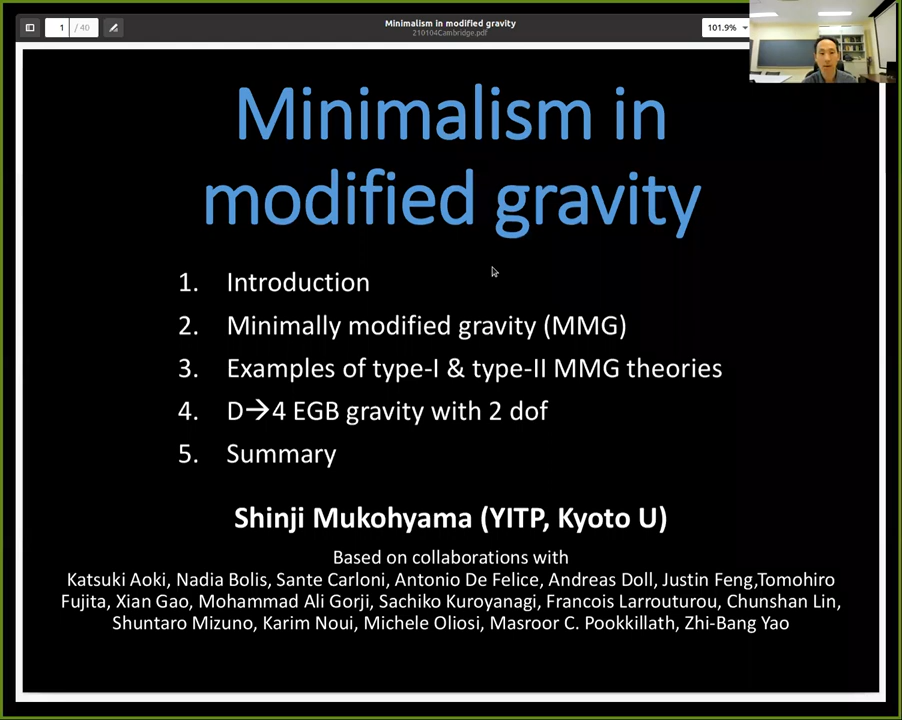 1 / 40
Minimalism in modified gravity
210104Cambridge.pdf
101.9%
Minimalism in
modified gravity
1. Introduction
2. Minimally modified gravity (MMG)
3. Examples of type-I & type-II MMG theories
4. D→4 EGB gravity with 2 dof
5. Summary
Shinji Mukohyama (YITP, Kyoto U)
Based on collaborations with
Katsuki Aoki, Nadia Bolis, Sante Carloni, Antonio De Felice, Andreas Doll, Justin Feng,Tomohiro
Fujita, Xian Gao, Mohammad Ali Gorji, Sachiko Kuroyanagi, Francois Larrouturou, Chunshan Lin,
Shuntaro Mizuno, Karim Noui, Michele Oliosi, Masroor C. Pookkillath, Zhi-Bang Yao